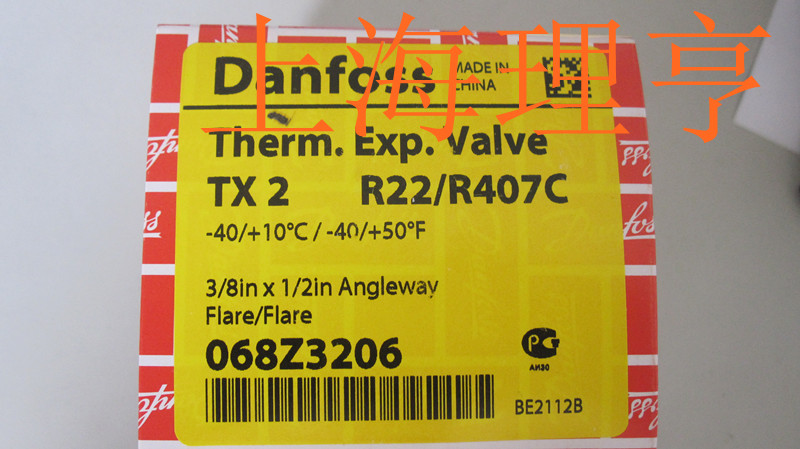 上海理亨
Danfoss
MADE IN
CHINA
Therm. Exp. Valve
TX 2 R22/R407C
-40/+10°C / -40/+50°F
3/8in x 1/2in Angleway
Flare/Flare
068Z3206
АИ30
BE2112B